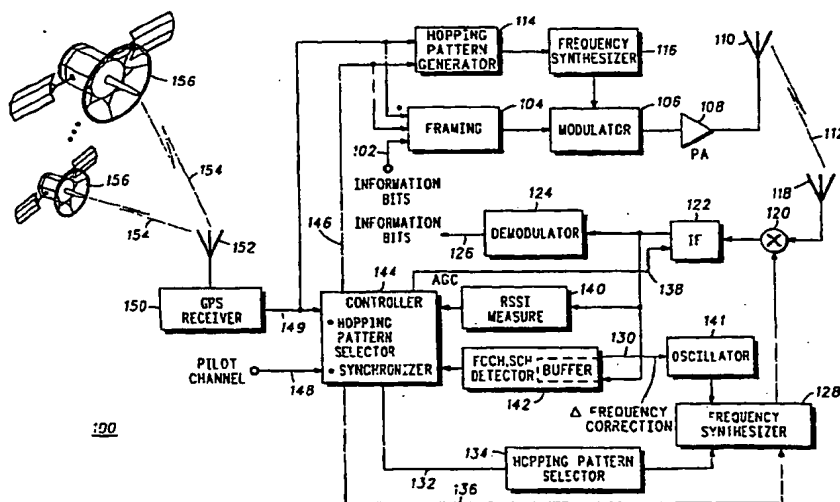 HOPPING
PATTERN
GENERATOR
114
FREQUENCY
SYNTHESIZER
116
110
156
FRAMING
104
MODULATOR
106
108
PA
112
102
INFORMATION
BITS
118
156
154
154
152
146
INFORMATION
BITS
126
124
DEMODULATOR
122
IF
120
138
AGC
144
CONTROLLER
• HOPPING
PATTERN
SELECTOR
• SYNCHRONIZER
RSSI
MEASURE
140
150
GPS
RECEIVER
149
PILOT
CHANNEL
148
FCCH,SCH
DETECTOR
BUFFER
142
130
141
OSCILLATOR
Δ FREQUENCY
CORRECTION
128
FREQUENCY
SYNTHESIZER
100
134
HOPPING PATTERN
SELECTOR
132
136